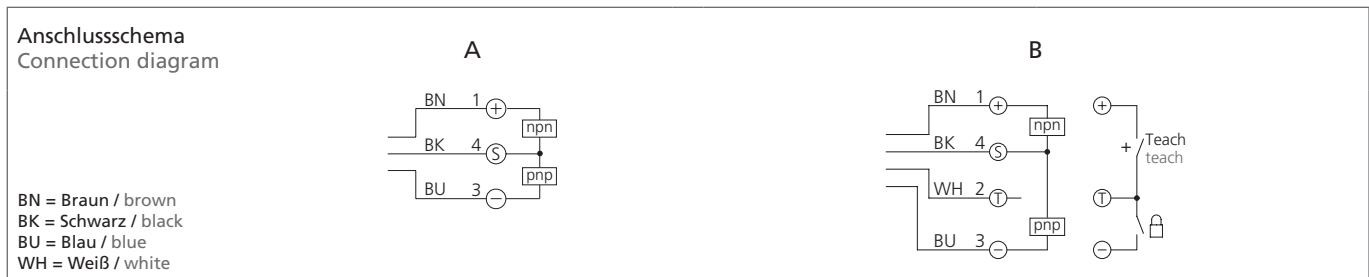 Anschlussschema
Connection diagram
A
BN 1 +
npn
BK 4 S
pnp
BU 3 −
B
BN 1 +
npn
BK 4 S
WH 2 T
pnp
BU 3 −
+
+ Teach
teach
T
−
BN = Braun / brown
BK = Schwarz / black
BU = Blau / blue
WH = Weiß / white